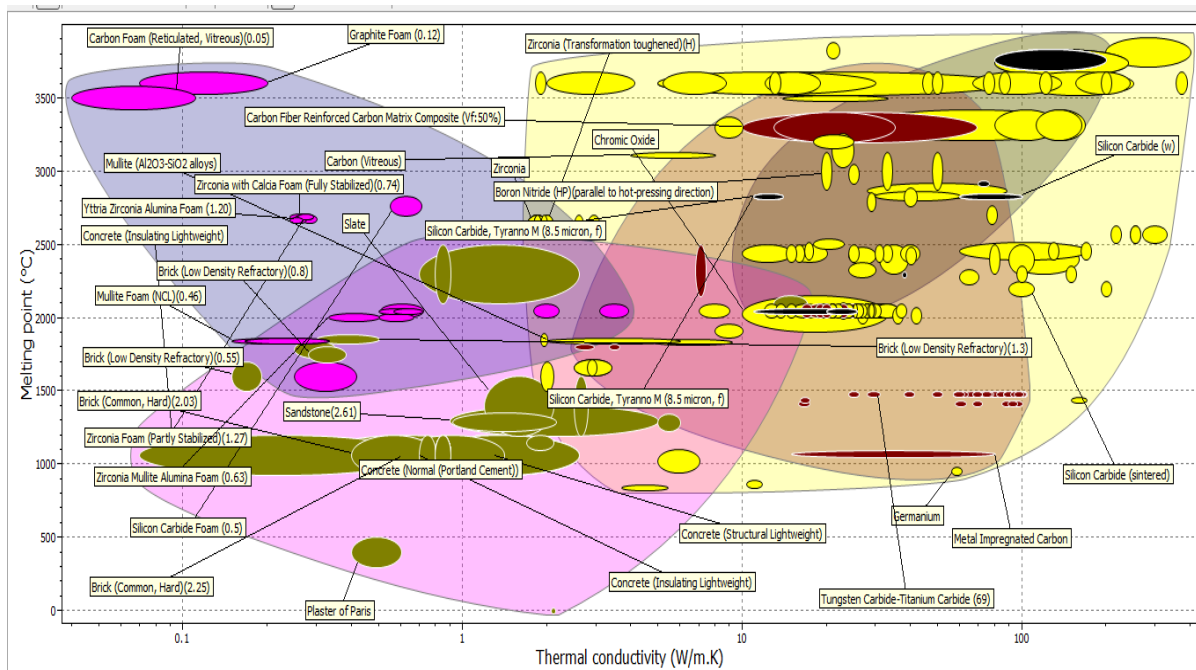 Carbon Foam (Reticulated, Vitreous)(0.05)
Graphite Foam (0.12)
Zirconia (Transformation toughened)(H)
Carbon Fiber Reinforced Carbon Matrix Composite (Vf:50%)
Chromic Oxide
Mullite (Al2O3-SiO2 alloys)
Carbon (Vitreous)
Zirconia
Silicon Carbide (w)
Zirconia with Calcia Foam (Fully Stabilized)(0.74)
Boron Nitride (HP)(parallel to hot-pressing direction)
Yttria Zirconia Alumina Foam (1.20)
Slate
Concrete (Insulating Lightweight)
Silicon Carbide, Tyranno M (8.5 micron, f)
Brick (Low Density Refractory)(0.8)
Mullite Foam (NCL)(0.46)
Brick (Low Density Refractory)(0.55)
Brick (Low Density Refractory)(1.3)
Brick (Common, Hard)(2.03)
Silicon Carbide, Tyranno M (8.5 micron, f)
Sandstone(2.61)
Zirconia Foam (Partly Stabilized)(1.27)
Zirconia Mullite Alumina Foam (0.63)
Concrete (Normal (Portland Cement))
Silicon Carbide (sintered)
Silicon Carbide Foam (0.5)
Germanium
Concrete (Structural Lightweight)
Metal Impregnated Carbon
Brick (Common, Hard)(2.25)
Concrete (Insulating Lightweight)
Plaster of Paris
Tungsten Carbide-Titanium Carbide (69)
Melting point (°C)
3500
3000
2500
2000
1500
1000
500
0
0.1
1
10
100
Thermal conductivity (W/m.K)